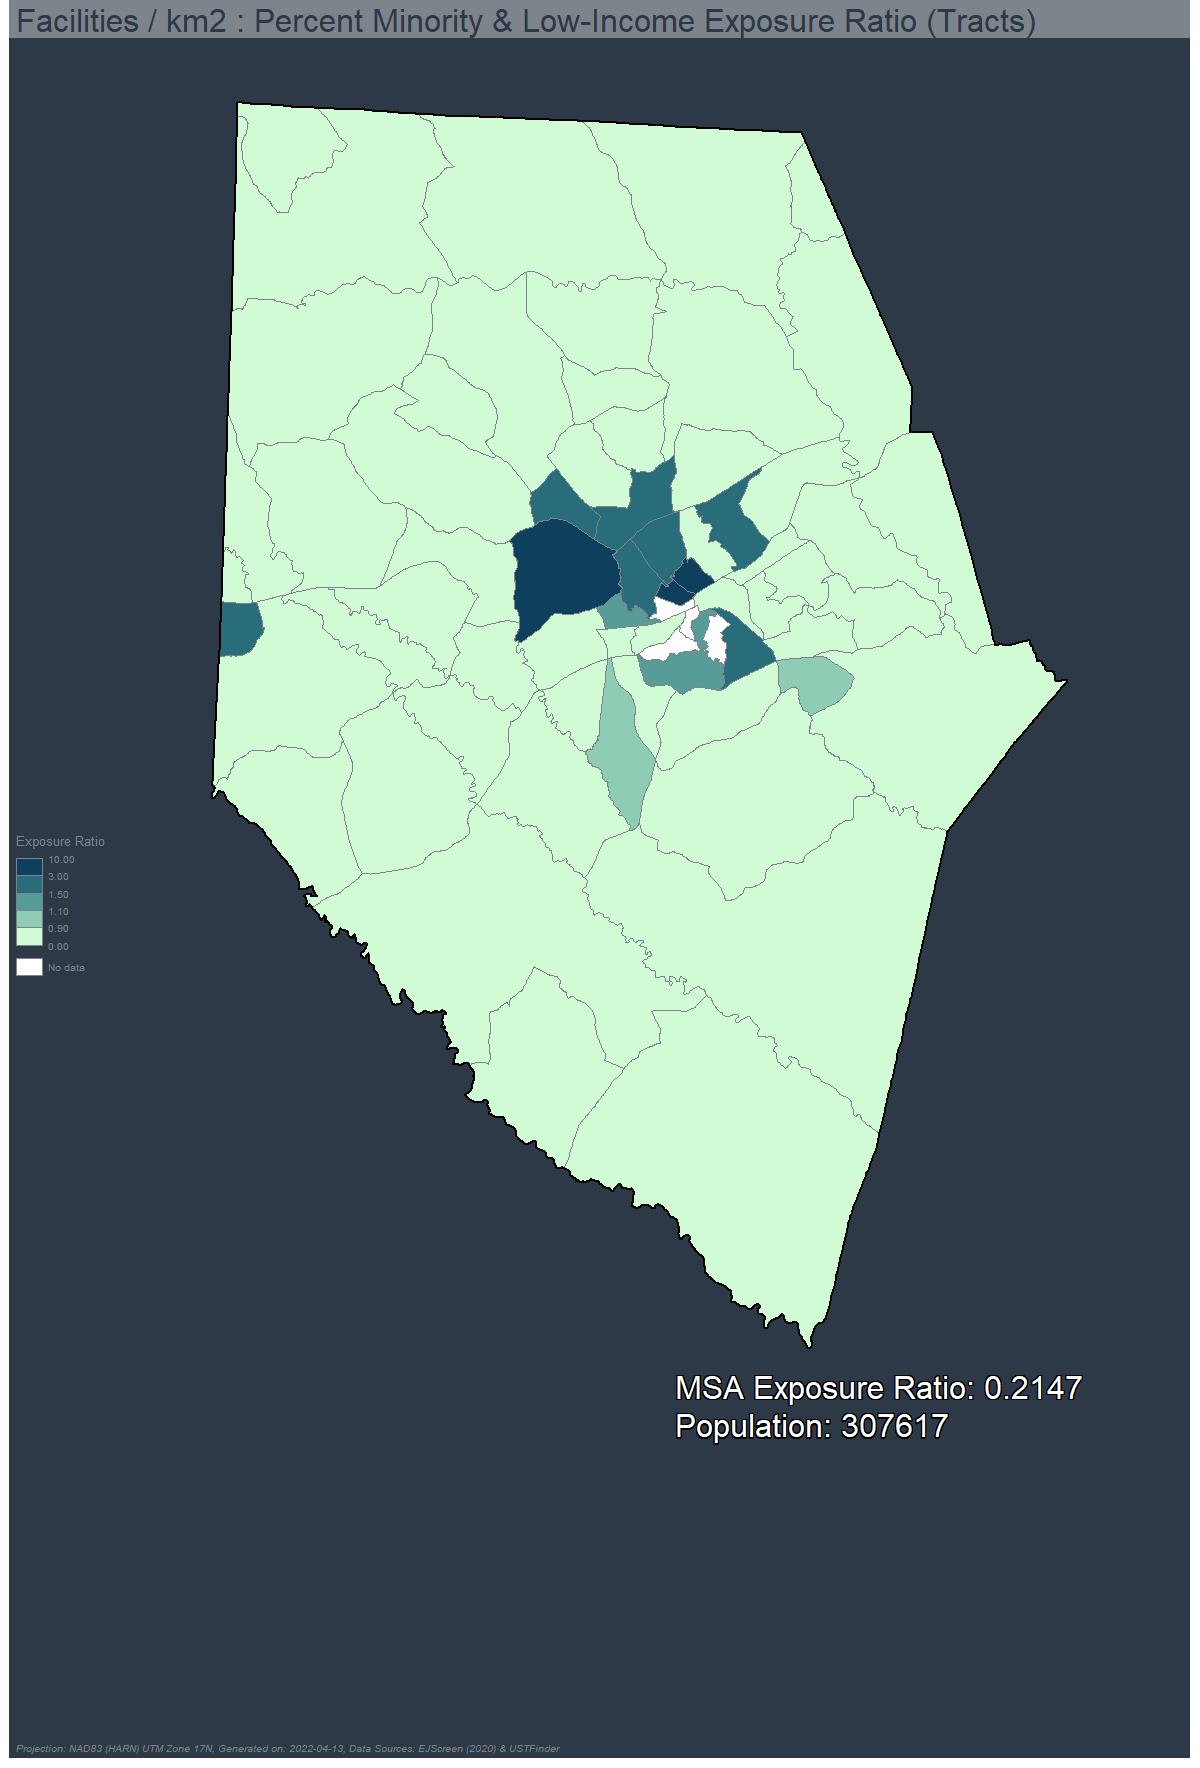 Facilities / km2 : Percent Minority & Low-Income Exposure Ratio (Tracts)
Exposure Ratio
10.00
3.00
1.50
1.10
0.90
0.00
No data
MSA Exposure Ratio: 0.2147
Population: 307617
Projection: NAD83 (HARN) UTM Zone 17N, Generated on: 2022-04-13, Data Sources: EJScreen (2020) & USTFinder